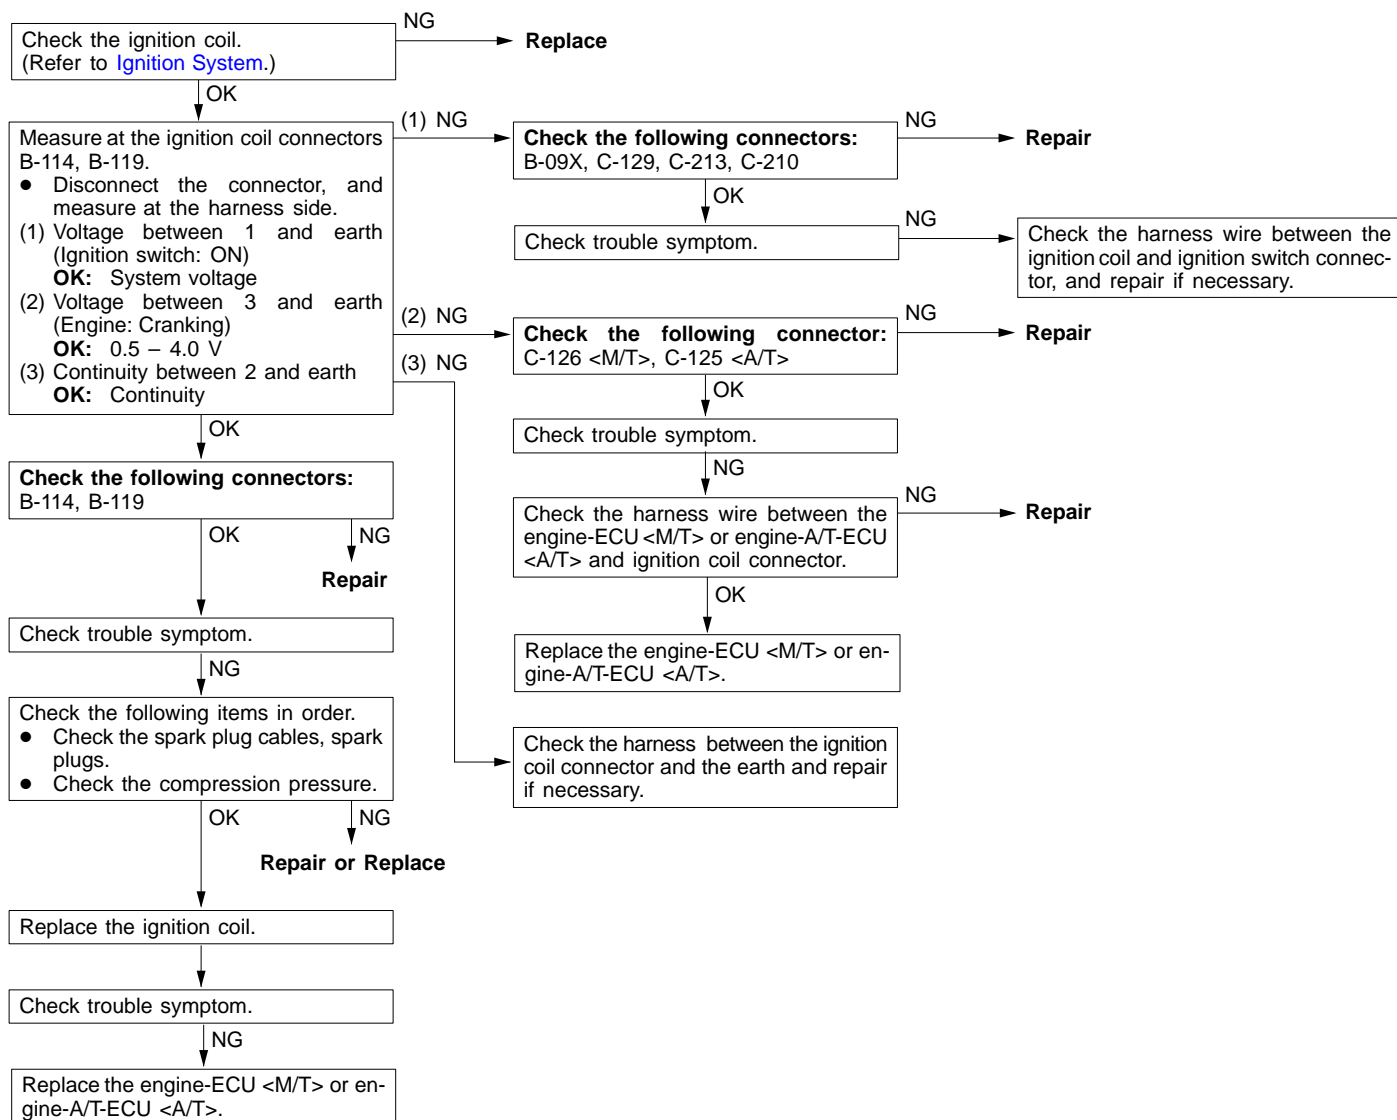 Check the ignition coil.
(Refer to Ignition System.)
NG
Replace
OK
Measure at the ignition coil connectors
B-114, B-119.
● Disconnect the connector, and
measure at the harness side.
(1) Voltage between 1 and earth
(Ignition switch: ON)
OK: System voltage
(2) Voltage between 3 and earth
(Engine: Cranking)
OK: 0.5 – 4.0 V
(3) Continuity between 2 and earth
OK: Continuity
(1) NG
Check the following connectors:
B-09X, C-129, C-213, C-210
NG
Repair
OK
Check trouble symptom.
NG
Check the harness wire between the
ignition coil and ignition switch connec-
tor, and repair if necessary.
(2) NG
Check the following connector:
C-126 <M/T>, C-125 <A/T>
NG
Repair
OK
Check trouble symptom.
NG
Check the harness wire between the
engine-ECU <M/T> or engine-A/T-ECU
<A/T> and ignition coil connector.
NG
Repair
OK
Replace the engine-ECU <M/T> or en-
gine-A/T-ECU <A/T>.
(3) NG
Check the harness between the ignition
coil connector and the earth and repair
if necessary.
OK
Check the following connectors:
B-114, B-119
OK
NG
Repair
Check trouble symptom.
NG
Check the following items in order.
● Check the spark plug cables, spark
plugs.
● Check the compression pressure.
OK
NG
Repair or Replace
Replace the ignition coil.
Check trouble symptom.
NG
Replace the engine-ECU <M/T> or en-
gine-A/T-ECU <A/T>.